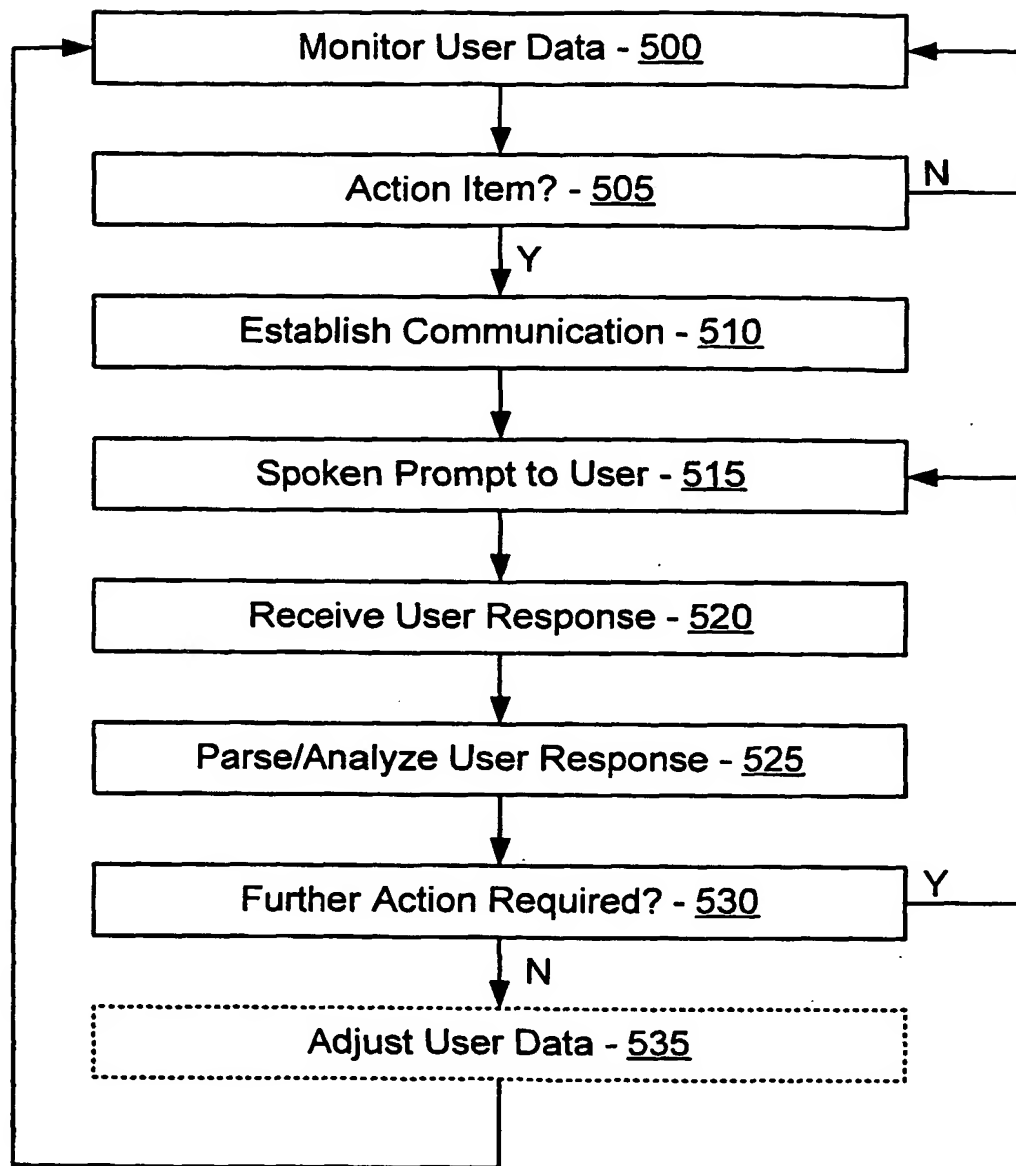 Monitor User Data - 500
Action Item? - 505
N
Y
Establish Communication - 510
Spoken Prompt to User - 515
Receive User Response - 520
Parse/Analyze User Response - 525
Further Action Required? - 530
Y
N
Adjust User Data - 535